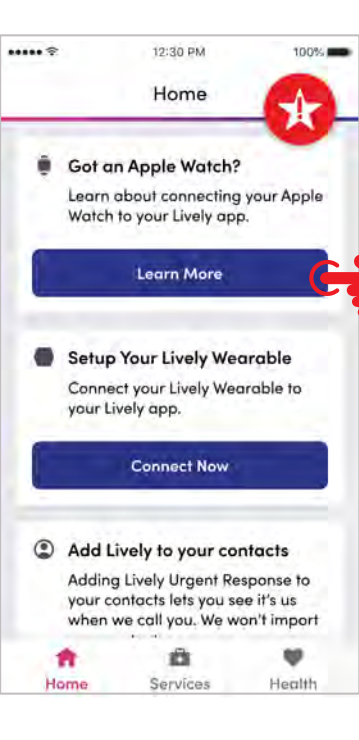 12:30 PM
100%
Home
Got an Apple Watch?
Learn about connecting your Apple
Watch to your Lively app.
Learn More
Setup Your Lively Wearable
Connect your Lively Wearable to
your Lively app.
Connect Now
Add Lively to your contacts
Adding Lively Urgent Response to
your contacts lets you see it's us
when we call you. We won't import
Home
Services
Health